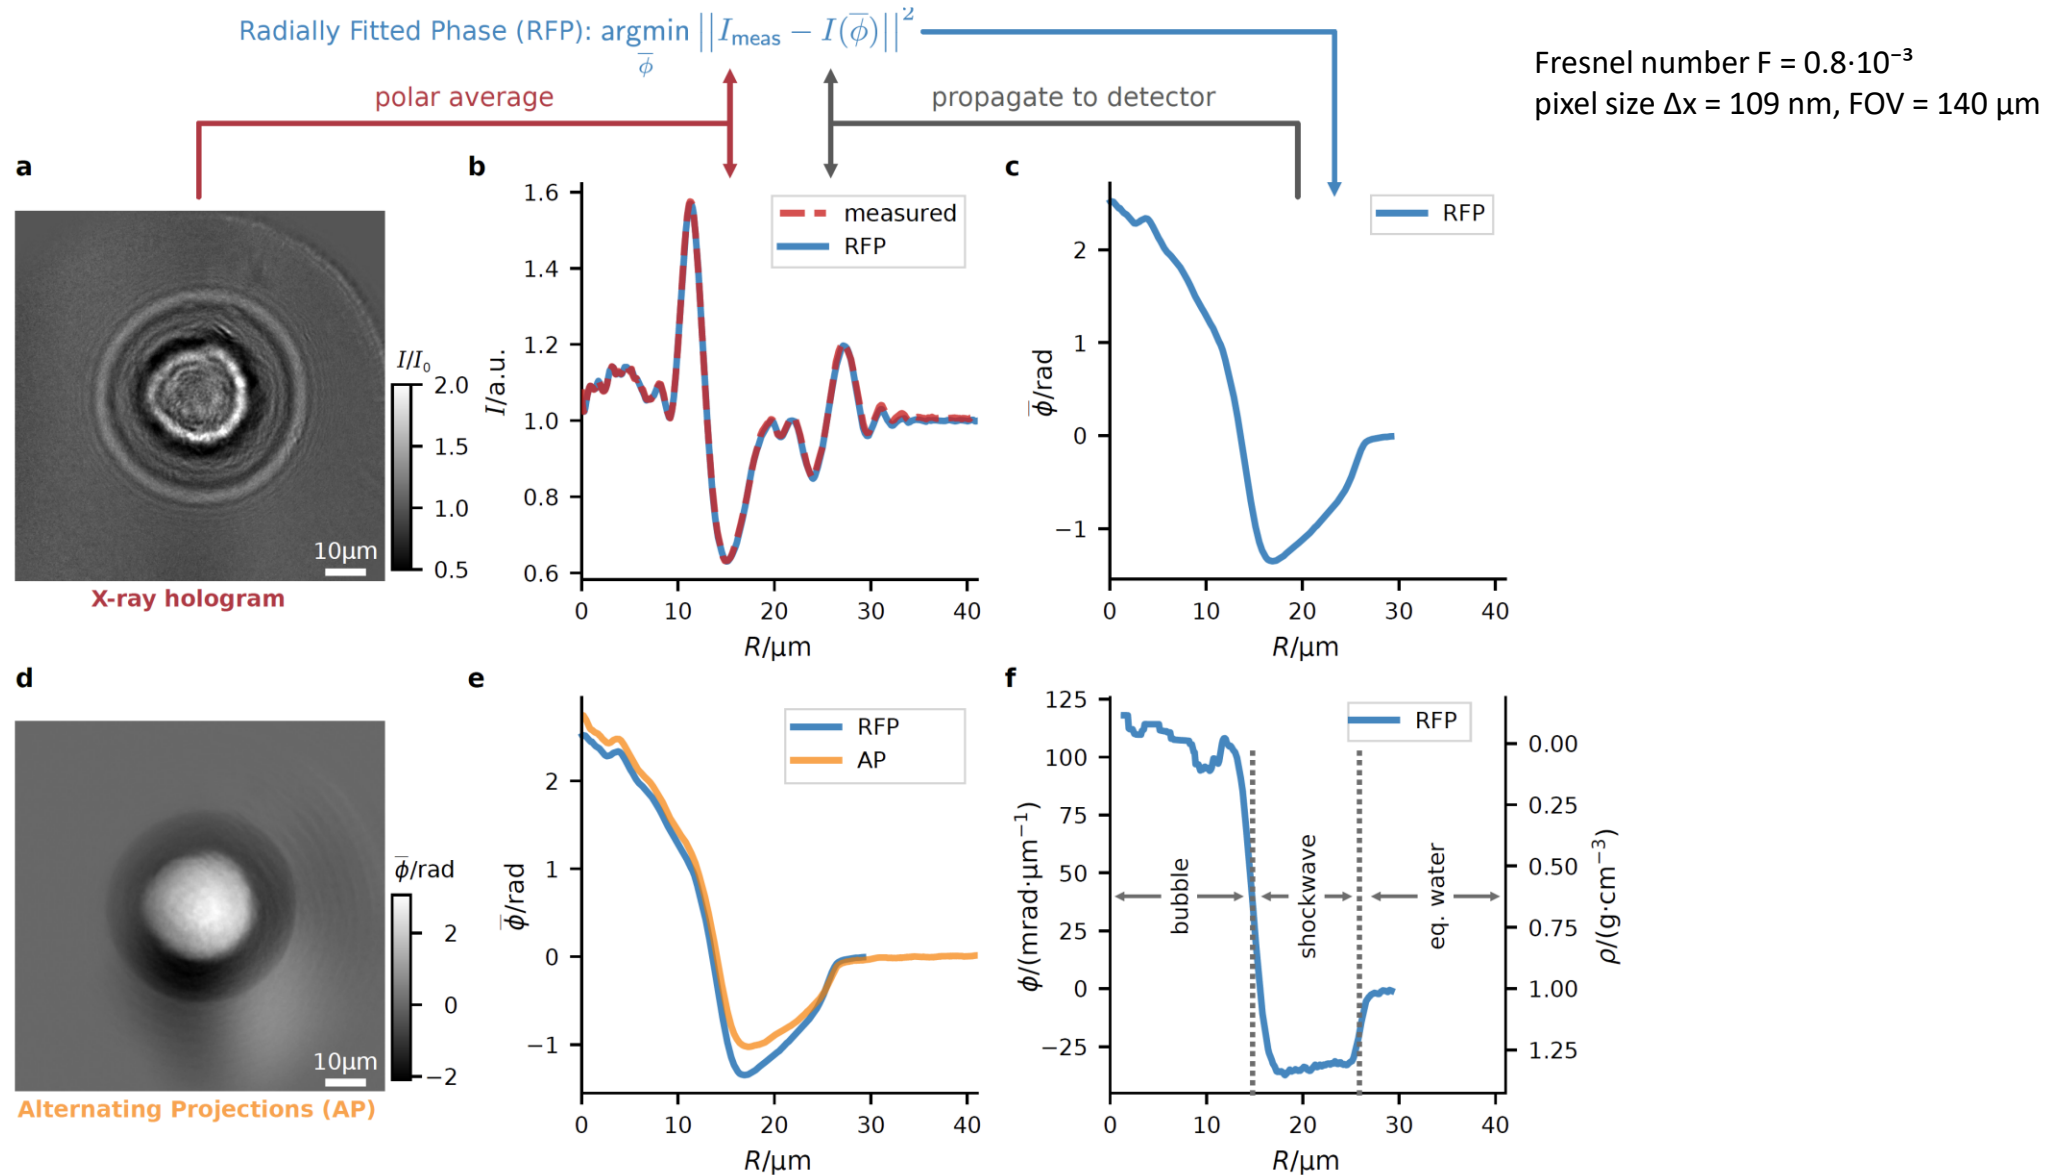 Radially Fitted Phase (RFP): argmin_ϕ̅ ||I_meas − I(ϕ̅)||²
Fresnel number F = 0.8·10⁻³
pixel size Δx = 109 nm, FOV = 140 µm
polar average
propagate to detector
a
I/I₀
2.0
1.5
1.0
0.5
10µm
X-ray hologram
b
measured
RFP
I/a.u.
1.6
1.4
1.2
1.0
0.8
0.6
0 10 20 30 40
R/µm
c
RFP
ϕ̅/rad
2
1
0
−1
0 10 20 30 40
R/µm
d
ϕ̅/rad
2
0
−2
10µm
Alternating Projections (AP)
e
RFP
AP
ϕ̅/rad
2
1
0
−1
0 10 20 30 40
R/µm
f
RFP
ϕ/(mrad·µm⁻¹)
125
100
75
50
25
0
−25
bubble
shockwave
eq. water
0.00
0.25
0.50
0.75
1.00
1.25
ρ/(g·cm⁻³)
0 10 20 30 40
R/µm